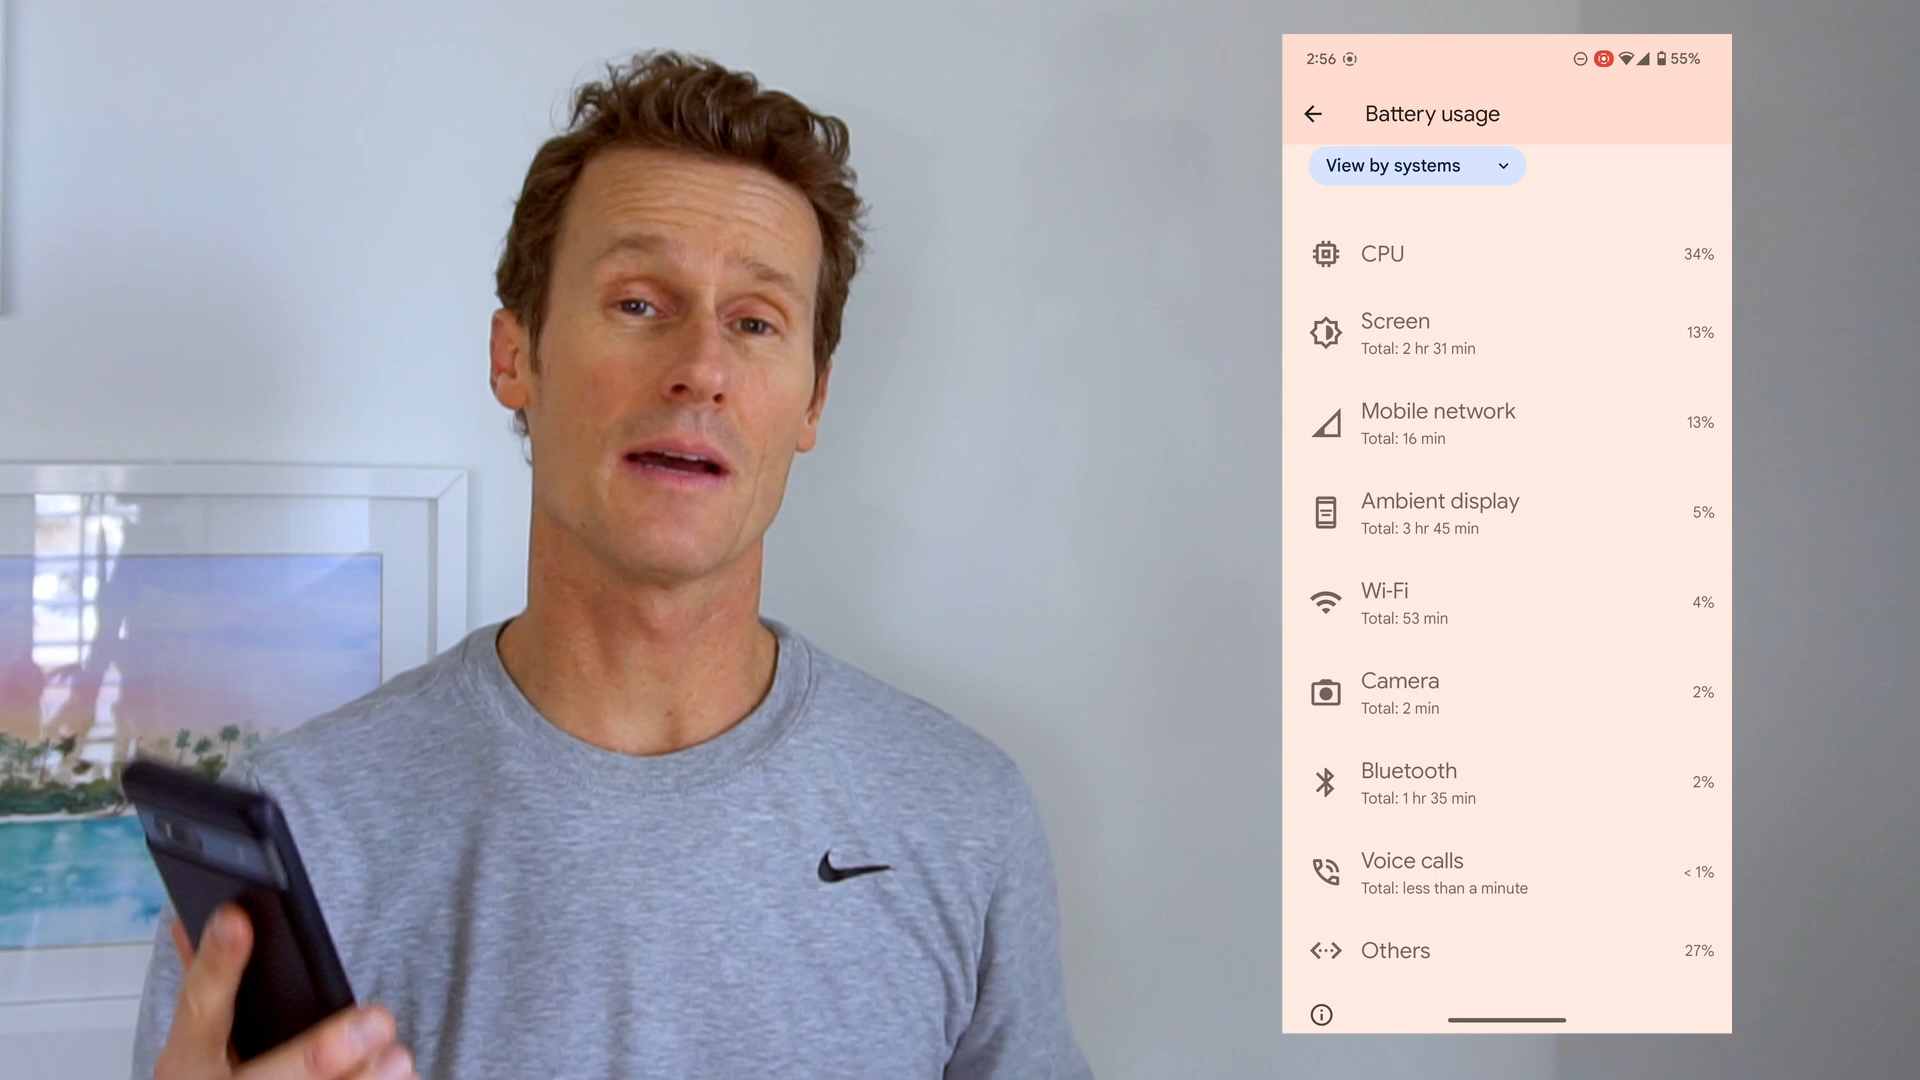 2:56
55%
Battery usage
View by systems
CPU
34%
Screen
Total: 2 hr 31 min
13%
Mobile network
Total: 16 min
13%
Ambient display
Total: 3 hr 45 min
5%
Wi-Fi
Total: 53 min
4%
Camera
Total: 2 min
2%
Bluetooth
Total: 1 hr 35 min
2%
Voice calls
Total: less than a minute
< 1%
Others
27%